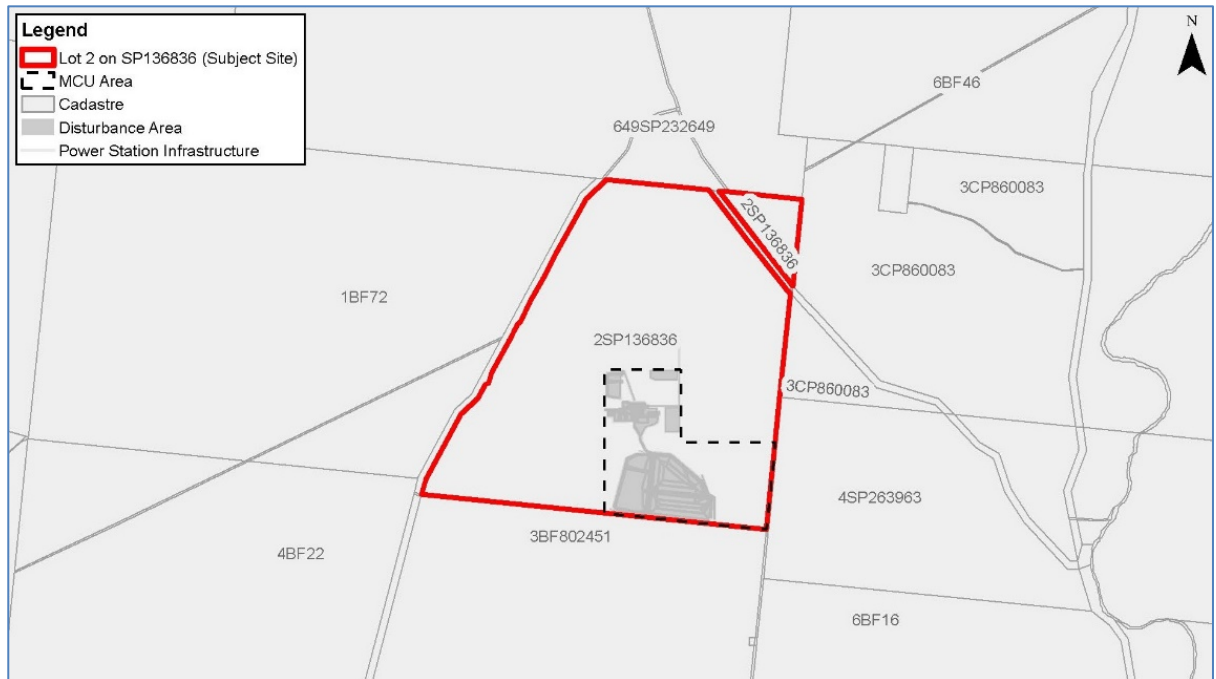 Legend
Lot 2 on SP136836 (Subject Site)
MCU Area
Cadastre
Disturbance Area
Power Station Infrastructure
N
6BF46
649SP232649
3CP860083
2SP136836
3CP860083
1BF72
2SP136836
3CP860083
4SP263963
3BF802451
4BF22
6BF16